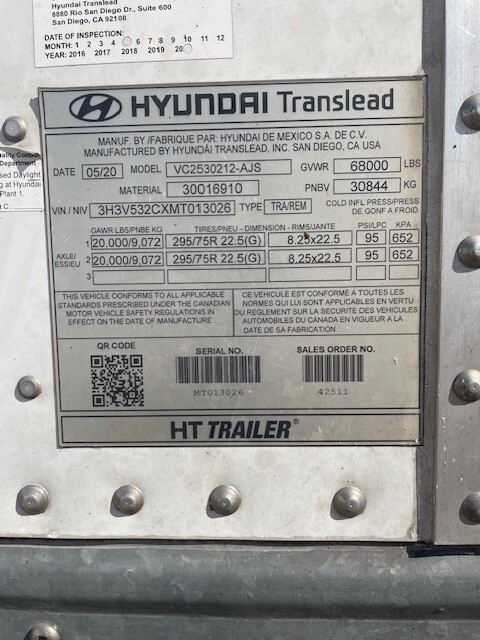 Hyundai Translead
8880 Rio San Diego Dr., Suite 600
San Diego, CA 92108
DATE OF INSPECTION:
MONTH: 1 2 3 4 6 7 8 9 10 11 12
YEAR: 2016 2017 2018 2019 20
HYUNDAI Translead
MANUF. BY /FABRIQUE PAR: HYUNDAI DE MEXICO S.A. DE C.V.
MANUFACTURED BY HYUNDAI TRANSLEAD, INC. SAN DIEGO, CA USA
DATE 05/20 MODEL VC2530212-AJS GVWR 68000 LBS
MATERIAL 30016910 PNBV 30844 KG
VIN / NIV 3H3V532CXMT013026 TYPE TRA/REM COLD INFL PRESS/PRESS
DE GONF A FROID
GAWR LBS/PNBE KG TIRES/PNEU - DIMENSION - RIMS/JANTE PSI/LPC KPA
AXLE/
ESSIEU
1 20,000/9,072 295/75R 22.5(G) 8.25x22.5 95 652
2 20,000/9,072 295/75R 22.5(G) 8.25x22.5 95 652
3
THIS VEHICLE CONFORMS TO ALL APPLICABLE
STANDARDS PRESCRIBED UNDER THE CANADIAN
MOTOR VEHICLE SAFETY REGULATIONS IN
EFFECT ON THE DATE OF MANUFACTURE
CE VEHICULE EST CONFORME A TOUTES LES
NORMES QUI LUI SONT APPLICABLES EN VERTU
DU REGLEMENT SUR LA SECURITE DES VEHICULES
AUTOMOBILES DU CANADA EN VIGUEUR A LA
DATE DE SA FABRICATION
QR CODE
SERIAL NO.
MT013026
SALES ORDER NO.
42511
HT TRAILER®
Department
sed Daylight
g at Hyundai
Plant 1.